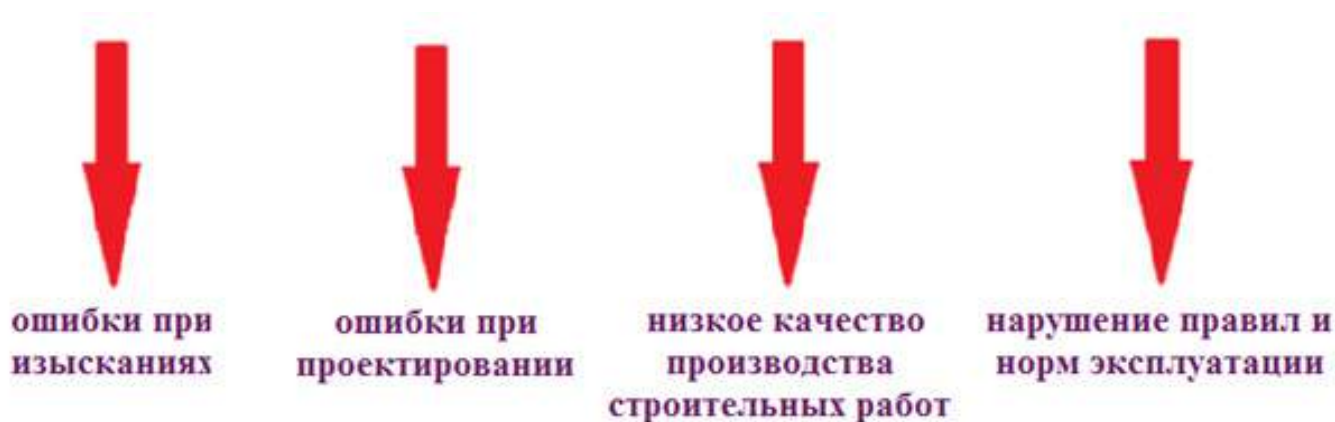 ошибки при
изысканиях
ошибки при
проектировании
низкое качество
производства
строительных работ
нарушение правил и
норм эксплуатации